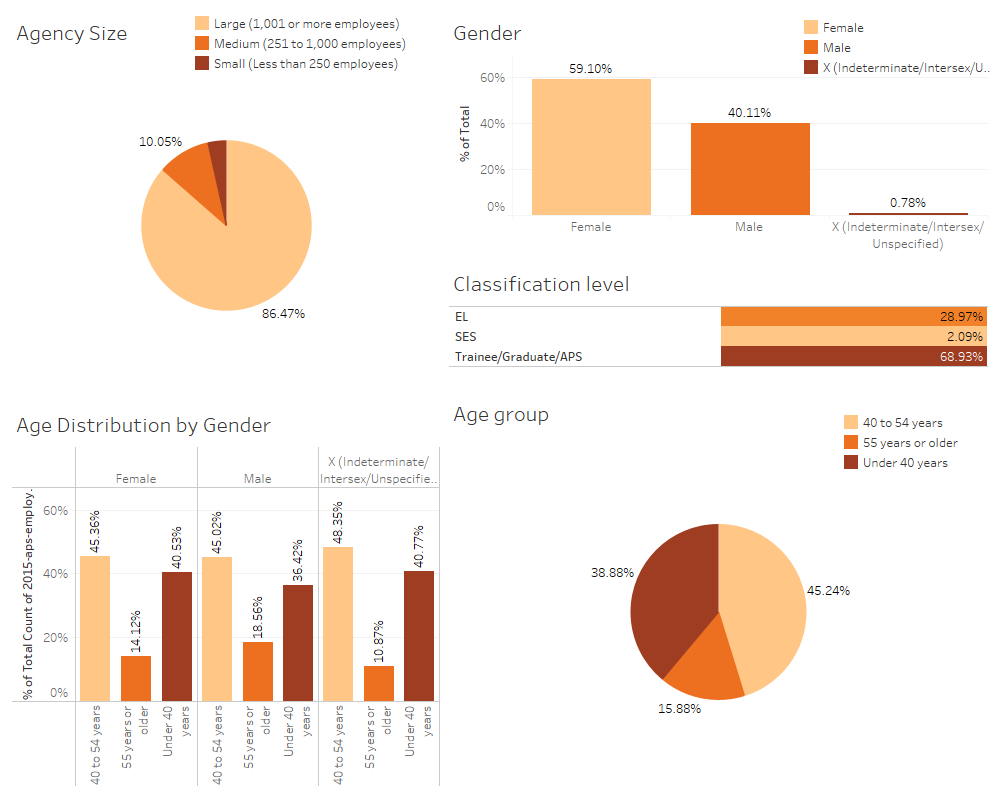 Agency Size
Large (1,001 or more employees)
Medium (251 to 1,000 employees)
Small (Less than 250 employees)
10.05%
86.47%
Gender
Female
Male
X (Indeterminate/Intersex/U..
% of Total
60%
40%
20%
0%
59.10%
40.11%
0.78%
Female
Male
X (Indeterminate/Intersex/
Unspecified)
Classification level
EL 28.97%
SES 2.09%
Trainee/Graduate/APS 68.93%
Age Distribution by Gender
Female
Male
X (Indeterminate/
Intersex/Unspecifie..
% of Total Count of 2015-aps-employ.
60%
40%
20%
0%
45.36%
14.12%
40.53%
45.02%
18.56%
36.42%
48.35%
10.87%
40.77%
40 to 54 years
55 years or
older
Under 40
years
40 to 54 years
55 years or
older
Under 40
years
40 to 54 years
55 years or
older
Under 40
years
Age group
40 to 54 years
55 years or older
Under 40 years
38.88%
45.24%
15.88%